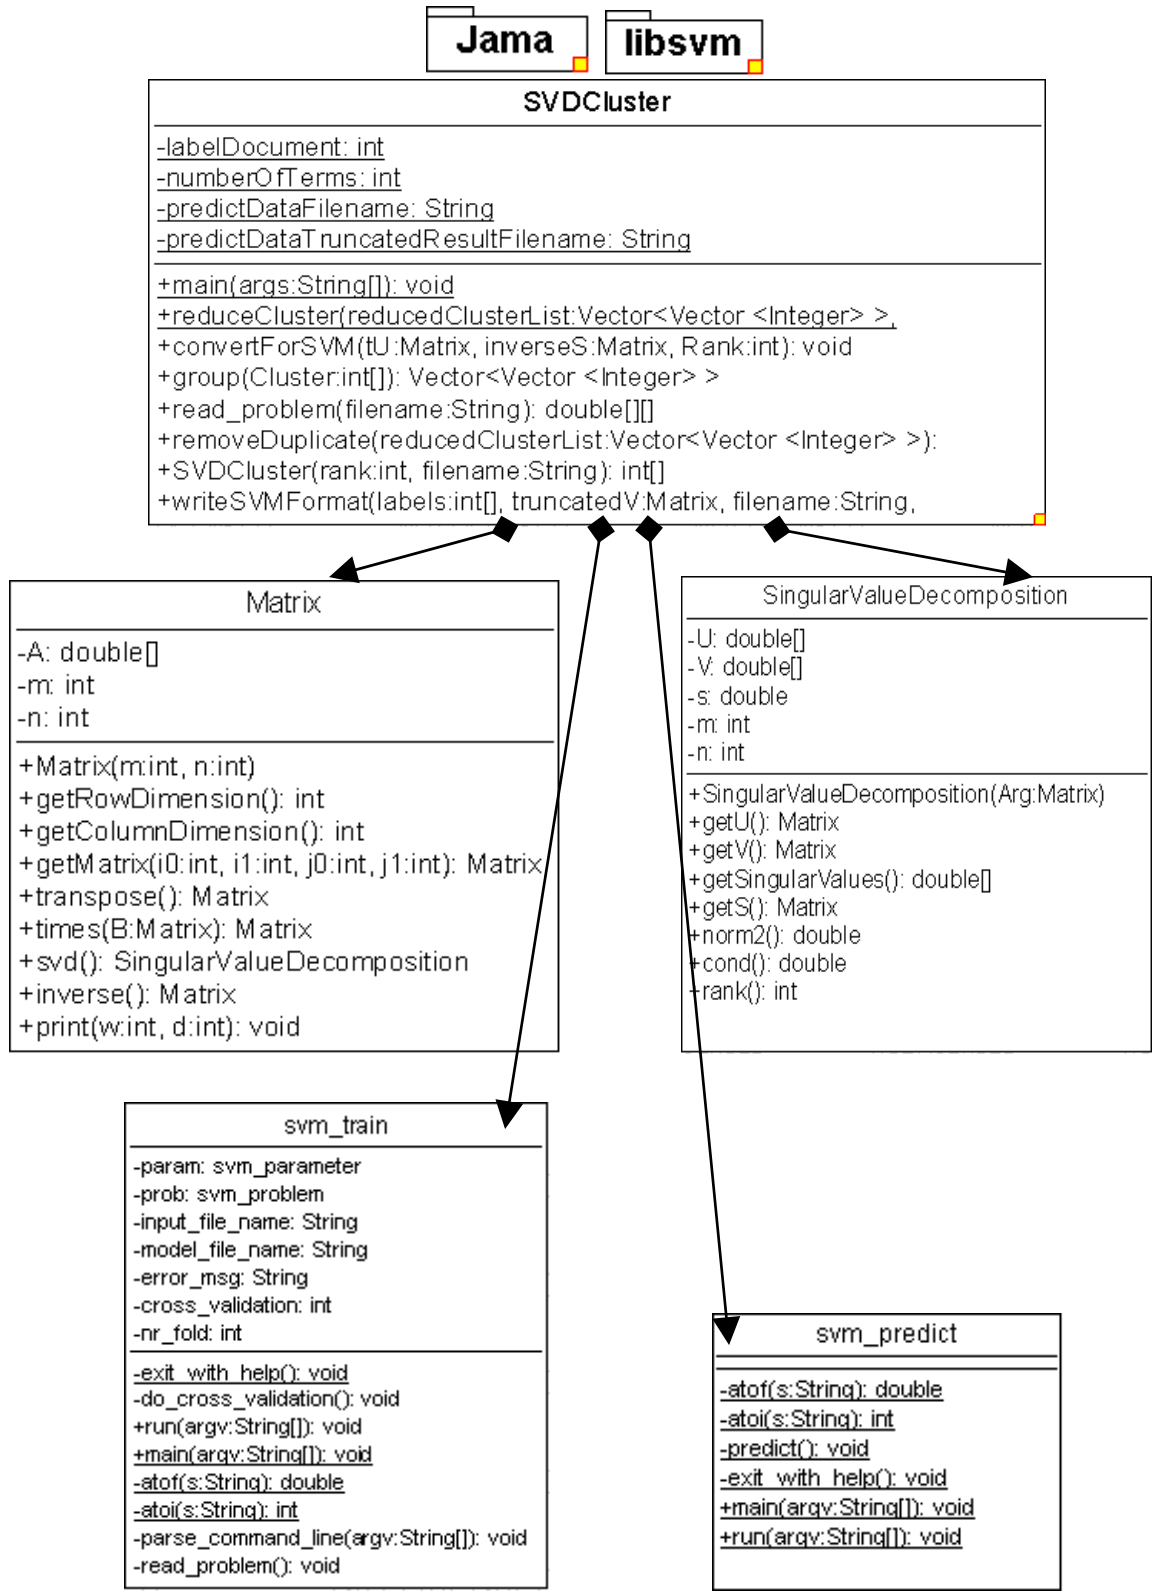 Jama
libsvm
SVDCluster
-labelDocument: int
-numberOfTerms: int
-predictDataFilename: String
-predictDataTruncatedResultFilename: String
+main(args:String[]): void
+reduceCluster(reducedClusterList:Vector<Vector <Integer> >,
+convertForSVM(tU:Matrix, inverseS:Matrix, Rank:int): void
+group(Cluster:int[]): Vector<Vector <Integer> >
+read_problem(filename:String): double[][]
+removeDuplicate(reducedClusterList:Vector<Vector <Integer> >):
+SVDCluster(rank:int, filename:String): int[]
+writeSVMFormat(labels:int[], truncatedV:Matrix, filename:String,
Matrix
-A: double[]
-m: int
-n: int
+Matrix(m:int, n:int)
+getRowDimension(): int
+getColumnDimension(): int
+getMatrix(i0:int, i1:int, j0:int, j1:int): Matrix
+transpose(): Matrix
+times(B:Matrix): Matrix
+svd(): SingularValueDecomposition
+inverse(): Matrix
+print(w:int, d:int): void
SingularValueDecomposition
-U: double[]
-V: double[]
-s: double
-m: int
-n: int
+SingularValueDecomposition(Arg:Matrix)
+getU(): Matrix
+getV(): Matrix
+getSingularValues(): double[]
+getS(): Matrix
+norm2(): double
+cond(): double
+rank(): int
svm_train
-param: svm_parameter
-prob: svm_problem
-input_file_name: String
-model_file_name: String
-error_msg: String
-cross_validation: int
-nr_fold: int
-exit_with_help(): void
-do_cross_validation(): void
+run(argv:String[]): void
+main(argv:String[]): void
-atof(s:String): double
-atoi(s:String): int
-parse_command_line(argv:String[]): void
-read_problem(): void
svm_predict
-atof(s:String): double
-atoi(s:String): int
-predict(): void
-exit_with_help(): void
+main(argv:String[]): void
+run(argv:String[]): void